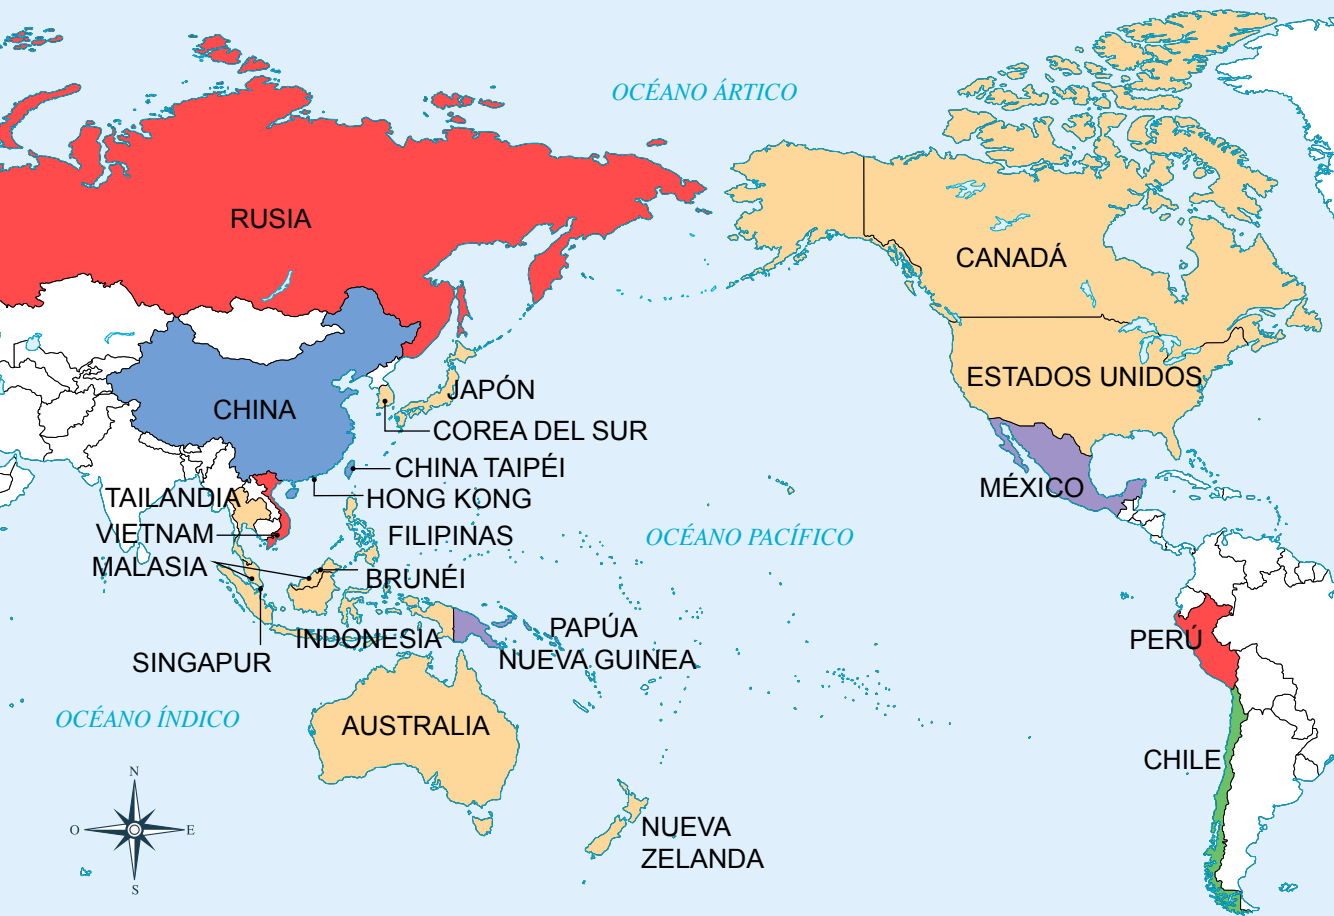 OCÉANO ÁRTICO
RUSIA
CANADÁ
ESTADOS UNIDOS
JAPÓN
CHINA
COREA DEL SUR
CHINA TAIPÉI
HONG KONG
TAILANDIA
VIETNAM
FILIPINAS
MALASIA
BRUNÉI
MÉXICO
OCÉANO PACÍFICO
INDONESIA
SINGAPUR
PAPÚA
NUEVA GUINEA
PERÚ
OCÉANO ÍNDICO
AUSTRALIA
CHILE
NUEVA
ZELANDA
N
O
E
S